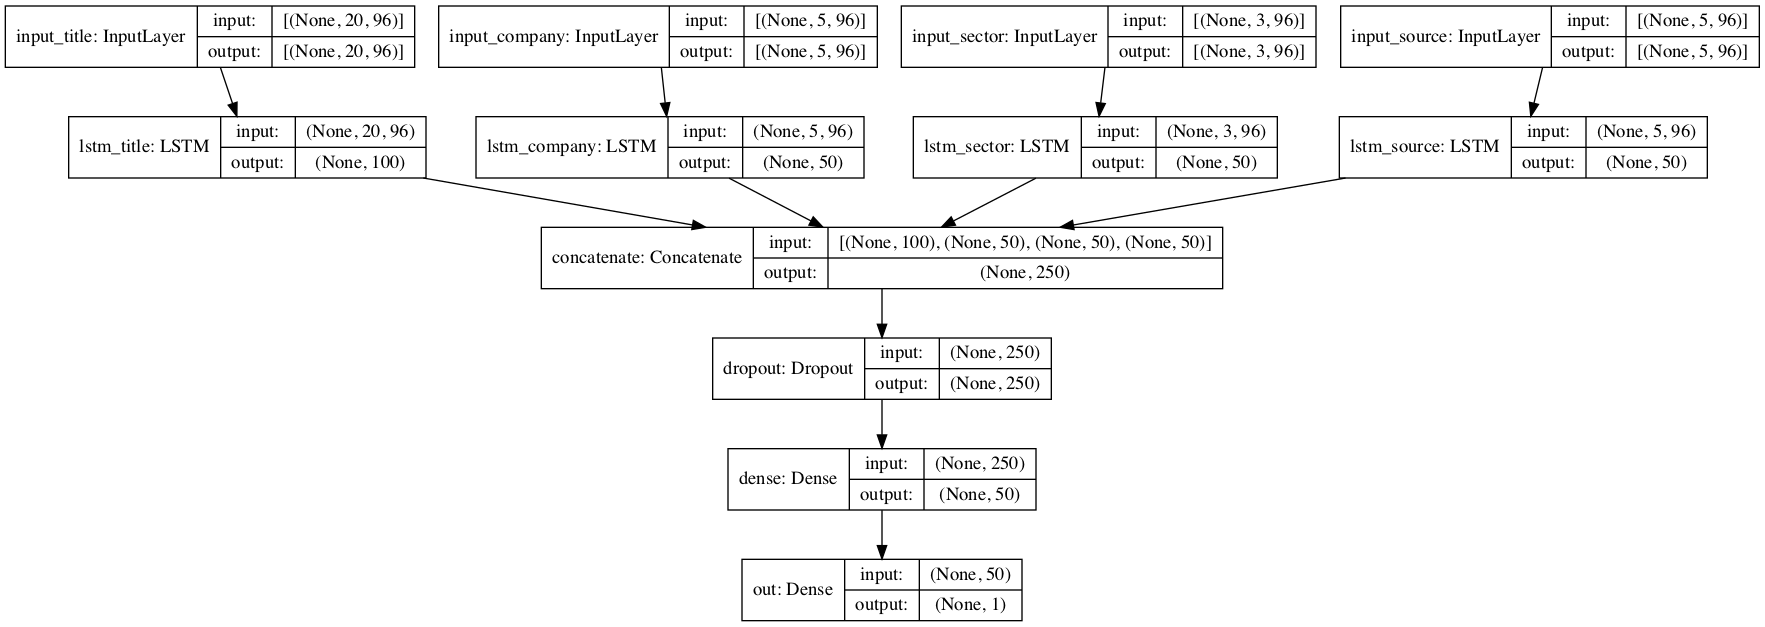 input_title: InputLayer
input: [(None, 20, 96)]
output: [(None, 20, 96)]
input_company: InputLayer
input: [(None, 5, 96)]
output: [(None, 5, 96)]
input_sector: InputLayer
input: [(None, 3, 96)]
output: [(None, 3, 96)]
input_source: InputLayer
input: [(None, 5, 96)]
output: [(None, 5, 96)]
lstm_title: LSTM
input: (None, 20, 96)
output: (None, 100)
lstm_company: LSTM
input: (None, 5, 96)
output: (None, 50)
lstm_sector: LSTM
input: (None, 3, 96)
output: (None, 50)
lstm_source: LSTM
input: (None, 5, 96)
output: (None, 50)
concatenate: Concatenate
input: [(None, 100), (None, 50), (None, 50), (None, 50)]
output: (None, 250)
dropout: Dropout
input: (None, 250)
output: (None, 250)
dense: Dense
input: (None, 250)
output: (None, 50)
out: Dense
input: (None, 50)
output: (None, 1)